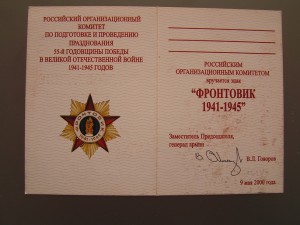 РОССИЙСКИЙ ОРГАНИЗАЦИОННЫЙ
КОМИТЕТ
ПО ПОДГОТОВКЕ И ПРОВЕДЕНИЮ
ПРАЗДНОВАНИЯ
55-Й ГОДОВЩИНЫ ПОБЕДЫ
В ВЕЛИКОЙ ОТЕЧЕСТВЕННОЙ ВОЙНЕ
1941-1945 ГОДОВ
РОССИЙСКИМ
ОРГАНИЗАЦИОННЫМ КОМИТЕТОМ
вручается знак
"ФРОНТОВИК
1941-1945"
Заместитель Председателя,
генерал армии
В.Л. Говоров
9 мая 2000 года